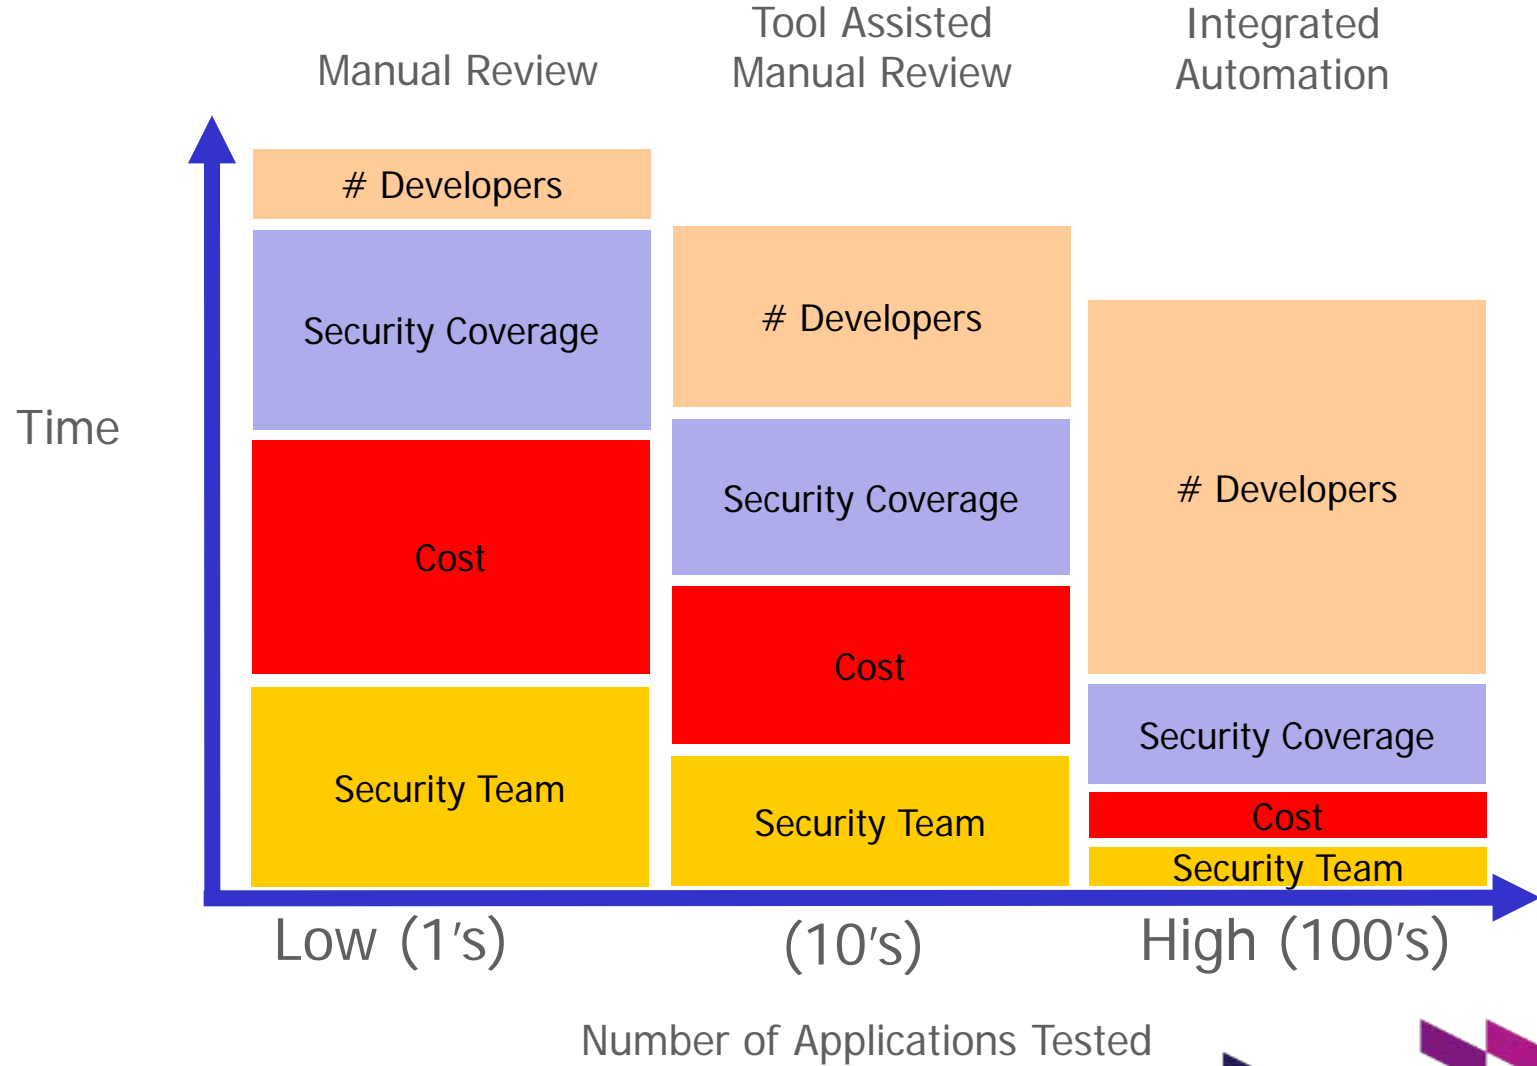 Manual Review
Tool Assisted
Manual Review
Integrated
Automation
Time
# Developers
Security Coverage
Cost
Security Team
# Developers
Security Coverage
Cost
Security Team
# Developers
Security Coverage
Cost
Security Team
Low (1's)
(10's)
High (100's)
Number of Applications Tested